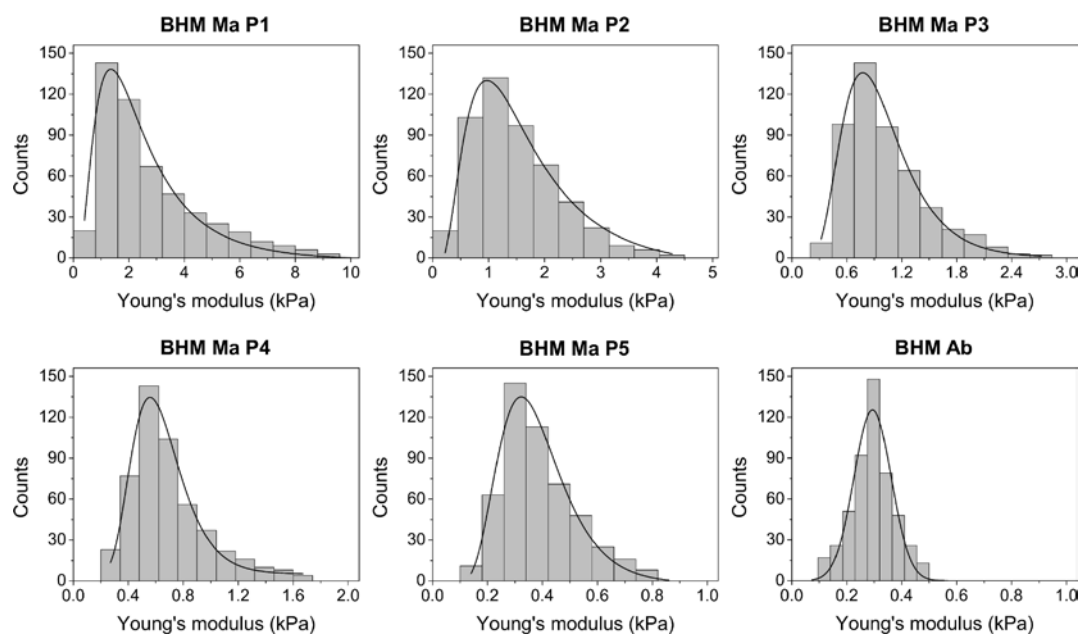 BHM Ma P1
BHM Ma P2
BHM Ma P3
150
120
90
60
30
0
Counts
0 2 4 6 8 10
Young's modulus (kPa)
150
120
90
60
30
0
Counts
0 1 2 3 4 5
Young's modulus (kPa)
150
120
90
60
30
0
Counts
0.0 0.6 1.2 1.8 2.4 3.0
Young's modulus (kPa)
BHM Ma P4
BHM Ma P5
BHM Ab
150
120
90
60
30
0
Counts
0.0 0.4 0.8 1.2 1.6 2.0
Young's modulus (kPa)
150
120
90
60
30
0
Counts
0.0 0.2 0.4 0.6 0.8 1.0
Young's modulus (kPa)
150
120
90
60
30
0
Counts
0.0 0.2 0.4 0.6 0.8 1.0
Young's modulus (kPa)